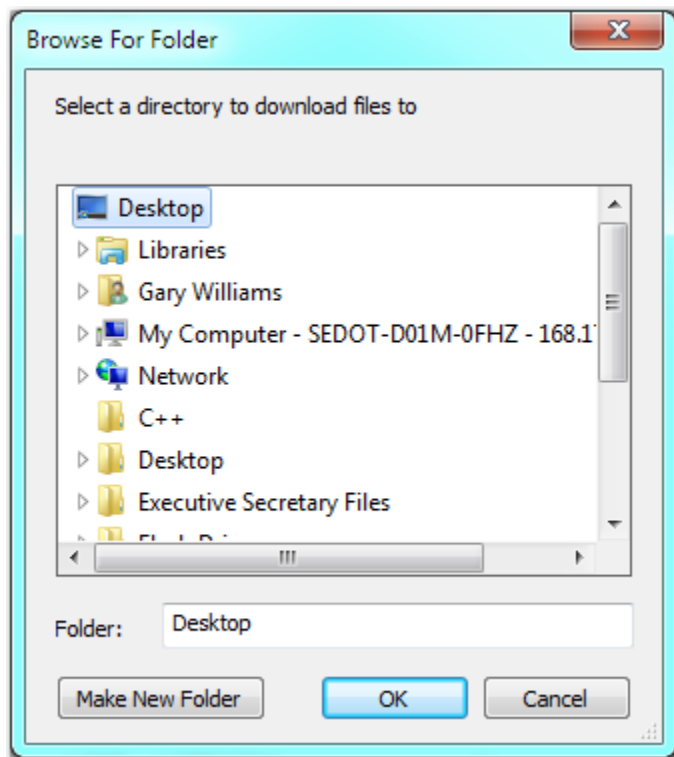 Browse For Folder
Select a directory to download files to
Desktop
Libraries
Gary Williams
My Computer - SEDOT-D01M-0FHZ - 168.1
Network
C++
Desktop
Executive Secretary Files
Folder: Desktop
Make New Folder OK Cancel